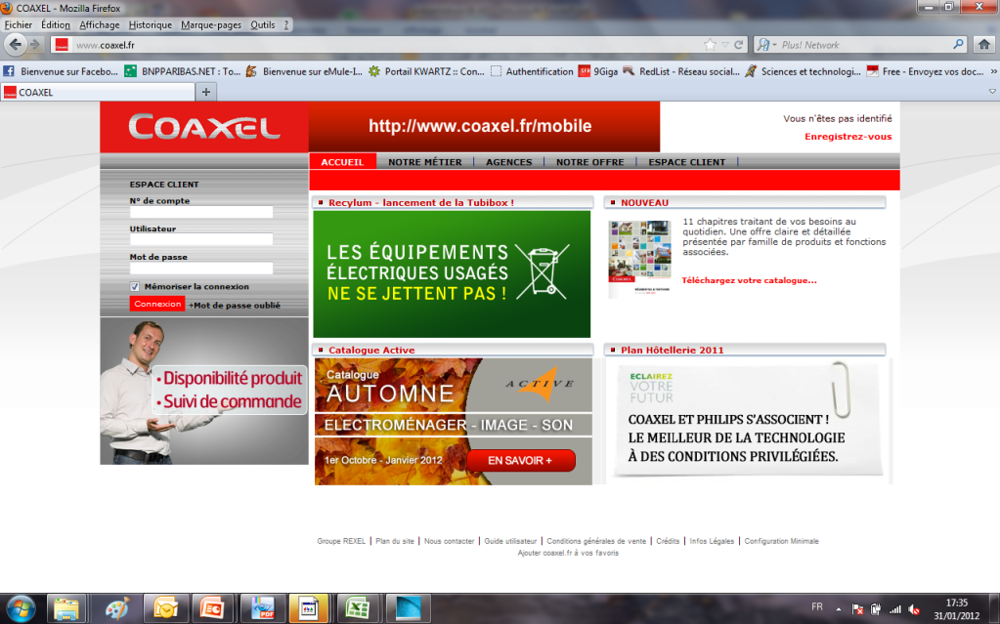 COAXEL - Mozilla Firefox
Fichier Édition Affichage Historique Marque-pages Outils ?
www.coaxel.fr
Plus! Network
Bienvenue sur Facebo... BNPPARIBAS.NET : To... Bienvenue sur eMule-I... Portail KWARTZ :: Con... Authentification 9Giga RedList - Réseau social... Sciences et technologi... Free - Envoyez vos doc... »
COAXEL +
COAXEL
http://www.coaxel.fr/mobile
Vous n'êtes pas identifié
Enregistrez-vous
ACCUEIL | NOTRE MÉTIER | AGENCES | NOTRE OFFRE | ESPACE CLIENT |
ESPACE CLIENT
N° de compte
Utilisateur
Mot de passe
Mémoriser la connexion
Connexion Mot de passe oublié
• Disponibilité produit
• Suivi de commande
Recylum - lancement de la Tubibox !
LES ÉQUIPEMENTS
ÉLECTRIQUES USAGÉS
NE SE JETTENT PAS !
NOUVEAU
11 chapitres traitant de vos besoins au
quotidien. Une offre claire et détaillée
présentée par famille de produits et fonctions
associées.
Téléchargez votre catalogue...
Catalogue Active
Catalogue
AUTOMNE
ACTIVE
ELECTROMÉNAGER - IMAGE - SON
1er Octobre - Janvier 2012
EN SAVOIR +
Plan Hôtellerie 2011
ECLAIREZ
VOTRE
FUTUR
COAXEL ET PHILIPS S'ASSOCIENT !
LE MEILLEUR DE LA TECHNOLOGIE
À DES CONDITIONS PRIVILÉGIÉES.
Groupe REXEL | Plan du site | Nous contacter | Guide utilisateur | Conditions générales de vente | Crédits | Infos Légales | Configuration Minimale
Ajouter coaxel.fr à vos favoris
FR
17:35
31/01/2012